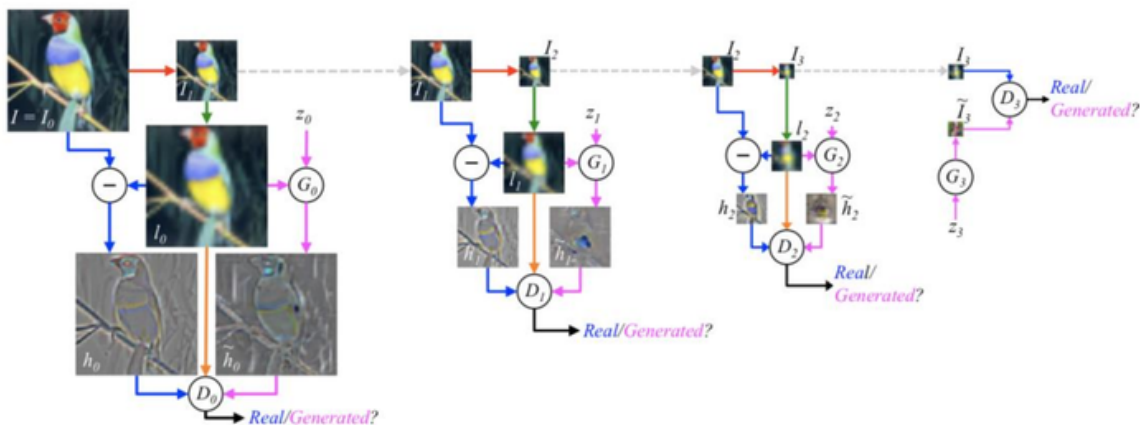 I = I₀
I₁
z₀
−
G₀
l₀
h₀
h̃₀
D₀
Real/Generated?
I₁
I₂
z₁
−
G₁
l₁
h₁
h̃₁
D₁
Real/Generated?
I₂
I₃
z₂
l₂
−
G₂
h₂
h̃₂
D₂
Real/
Generated?
I₃
D₃
Real/
Generated?
Ĩ₃
G₃
z₃